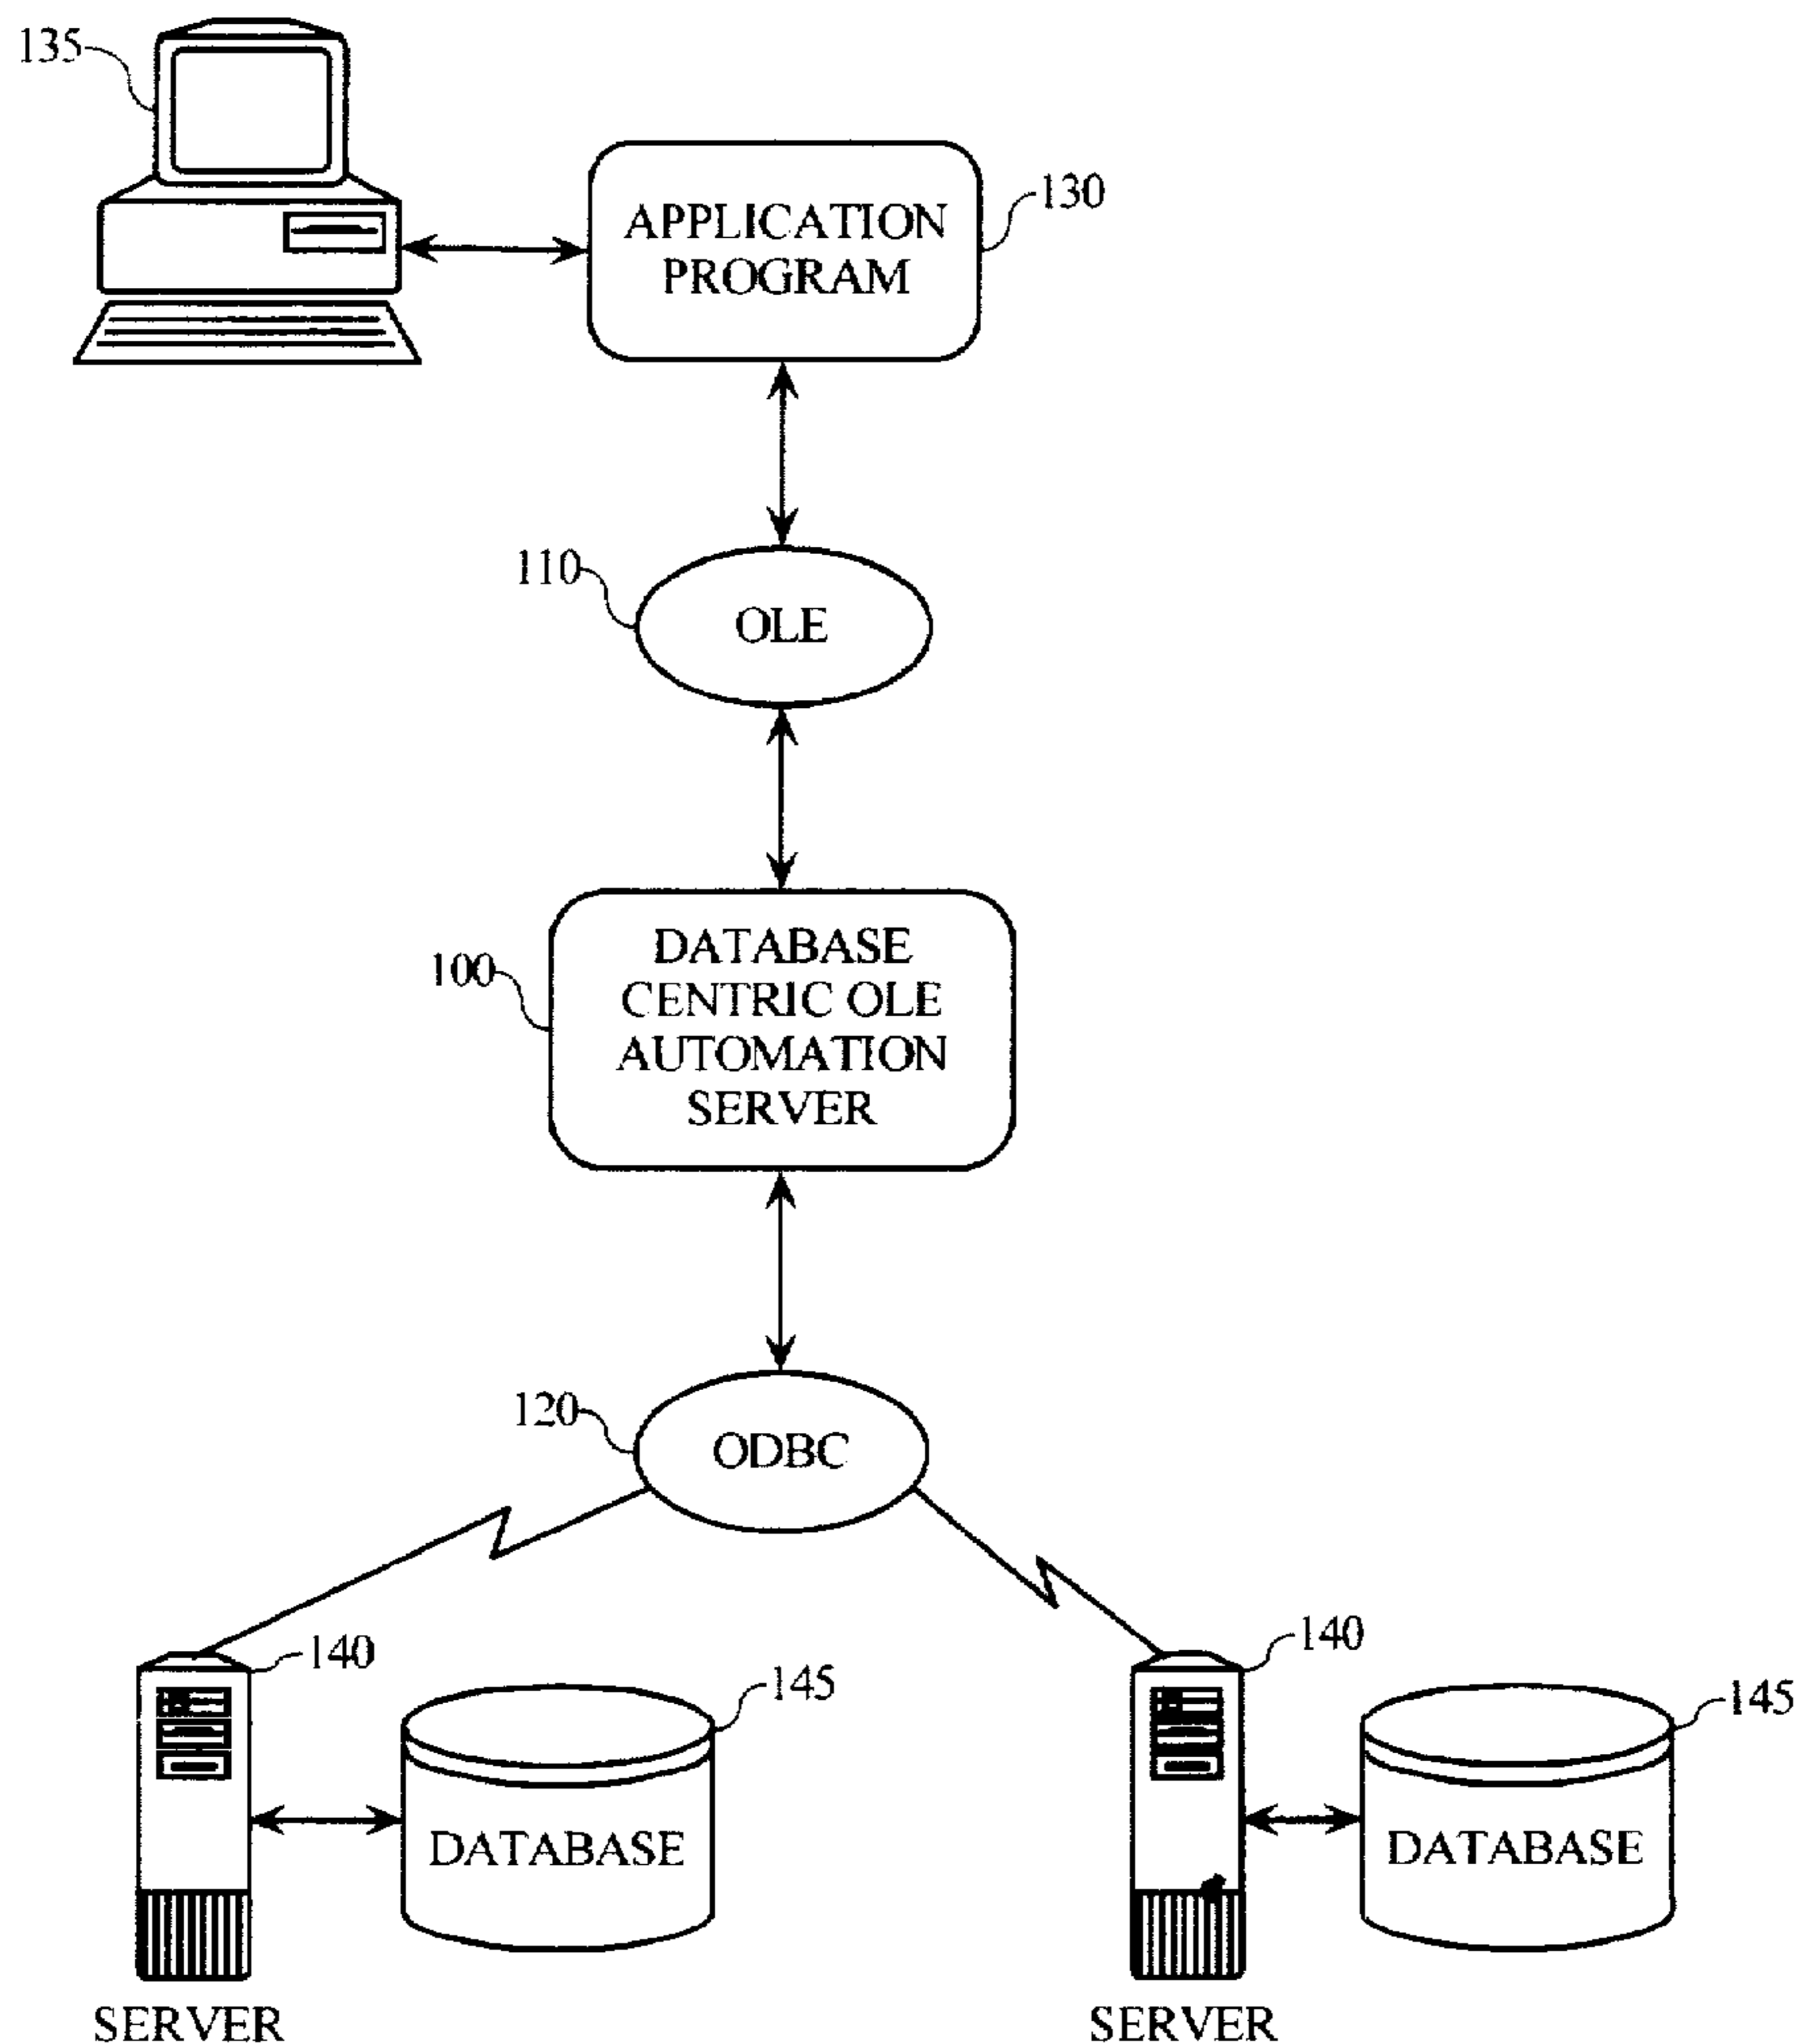 135
APPLICATION
PROGRAM
130
110
OLE
100
DATABASE
CENTRIC OLE
AUTOMATION
SERVER
120
ODBC
140
145
DATABASE
SERVER
140
145
DATABASE
SERVER